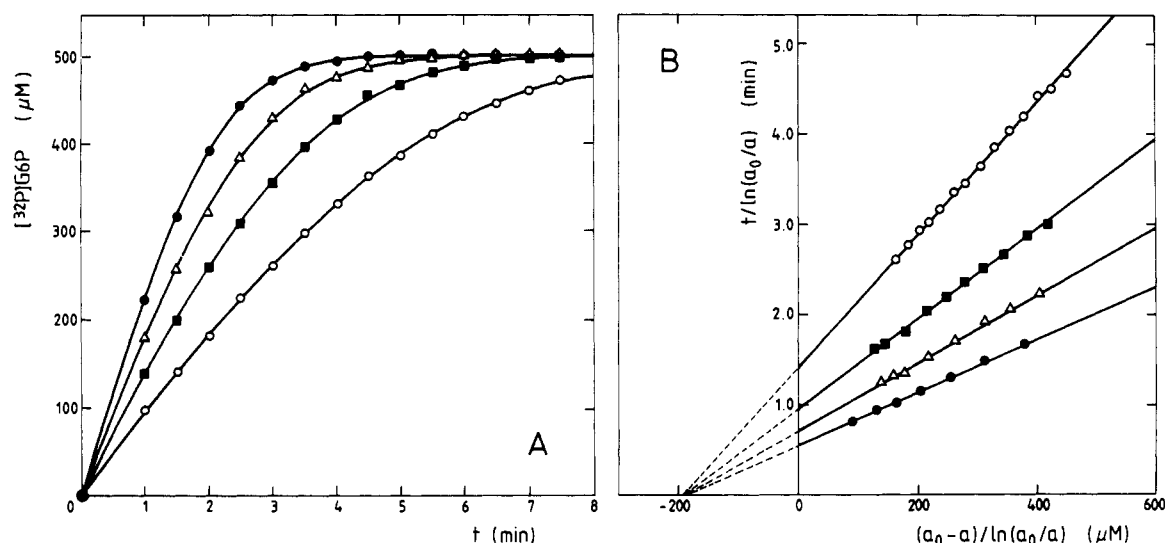 500
400
300
200
100
0
[³²P]G6P (μM)
0 1 2 3 4 5 6 7 8
t (min)
A
B
5.0
4.0
3.0
2.0
1.0
t/ln(a₀/a) (min)
-200 0 200 400 600
(a₀-a)/ln(a₀/a) (μM)